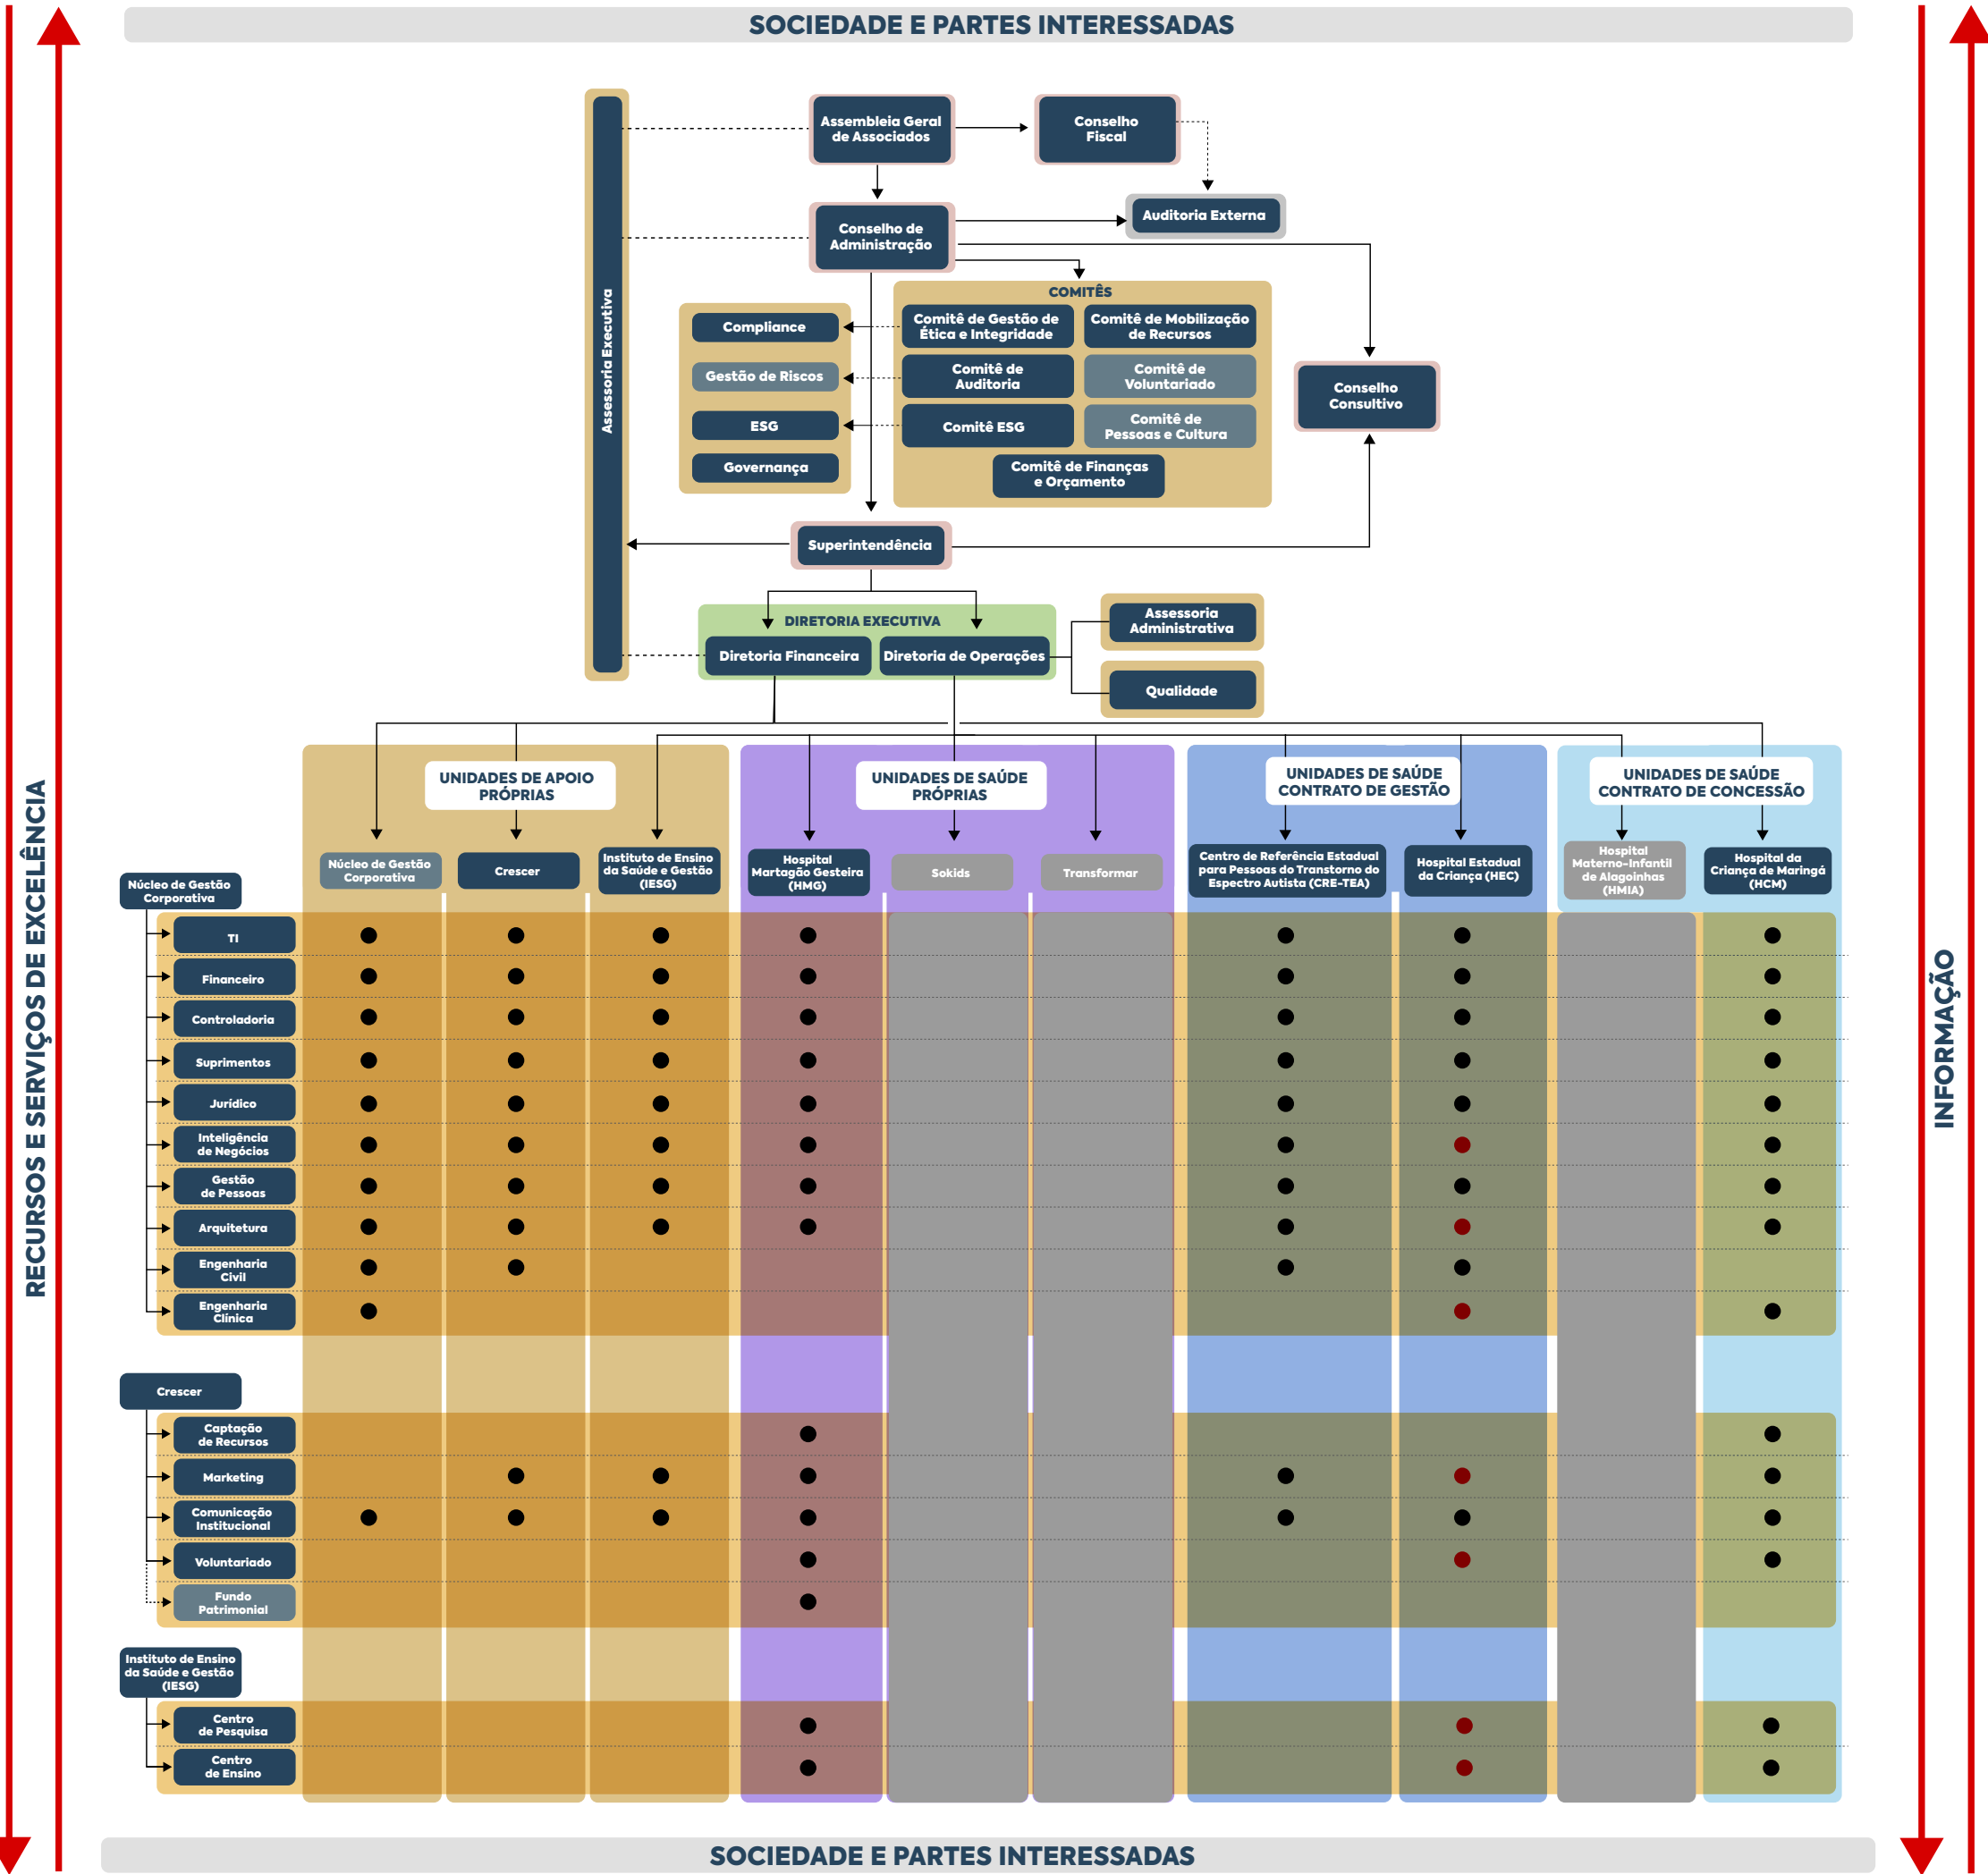 SOCIEDADE E PARTES INTERESSADAS
Assembleia Geral
de Associados
Conselho
Fiscal
Auditoria Externa
Conselho de
Administração
Assessoria Executiva
COMITÊS
Compliance
Gestão de Riscos
ESG
Governança
Comitê de Gestão de
Ética e Integridade
Comitê de Mobilização
de Recursos
Comitê de
Auditoria
Comitê de
Voluntariado
Comitê ESG
Comitê de
Pessoas e Cultura
Comitê de Finanças
e Orçamento
Conselho
Consultivo
Superintendência
DIRETORIA EXECUTIVA
Diretoria Financeira
Diretoria de Operações
Assessoria
Administrativa
Qualidade
RECURSOS E SERVIÇOS DE EXCELÊNCIA
INFORMAÇÃO
UNIDADES DE APOIO
PRÓPRIAS
UNIDADES DE SAÚDE
PRÓPRIAS
UNIDADES DE SAÚDE
CONTRATO DE GESTÃO
UNIDADES DE SAÚDE
CONTRATO DE CONCESSÃO
Núcleo de Gestão
Corporativa
Crescer
Instituto de Ensino
da Saúde e Gestão
(IESG)
Hospital
Martagão Gesteira
(HMG)
Sokids
Transformar
Centro de Referência Estadual
para Pessoas do Transtorno do
Espectro Autista (CRE-TEA)
Hospital Estadual
da Criança (HEC)
Hospital
Materno-Infantil
de Alagoinhas
(HMIA)
Hospital da
Criança de Maringá
(HCM)
Núcleo de Gestão
Corporativa
TI
Financeiro
Controladoria
Suprimentos
Jurídico
Inteligência
de Negócios
Gestão
de Pessoas
Arquitetura
Engenharia
Civil
Engenharia
Clínica
Crescer
Captação
de Recursos
Marketing
Comunicação
Institucional
Voluntariado
Fundo
Patrimonial
Instituto de Ensino
da Saúde e Gestão
(IESG)
Centro
de Pesquisa
Centro
de Ensino
SOCIEDADE E PARTES INTERESSADAS